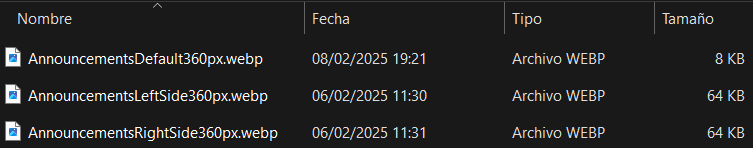 Nombre Fecha Tipo Tamaño
AnnouncementsDefault360px.webp 08/02/2025 19:21 Archivo WEBP 8 KB
AnnouncementsLeftSide360px.webp 06/02/2025 11:30 Archivo WEBP 64 KB
AnnouncementsRightSide360px.webp 06/02/2025 11:31 Archivo WEBP 64 KB